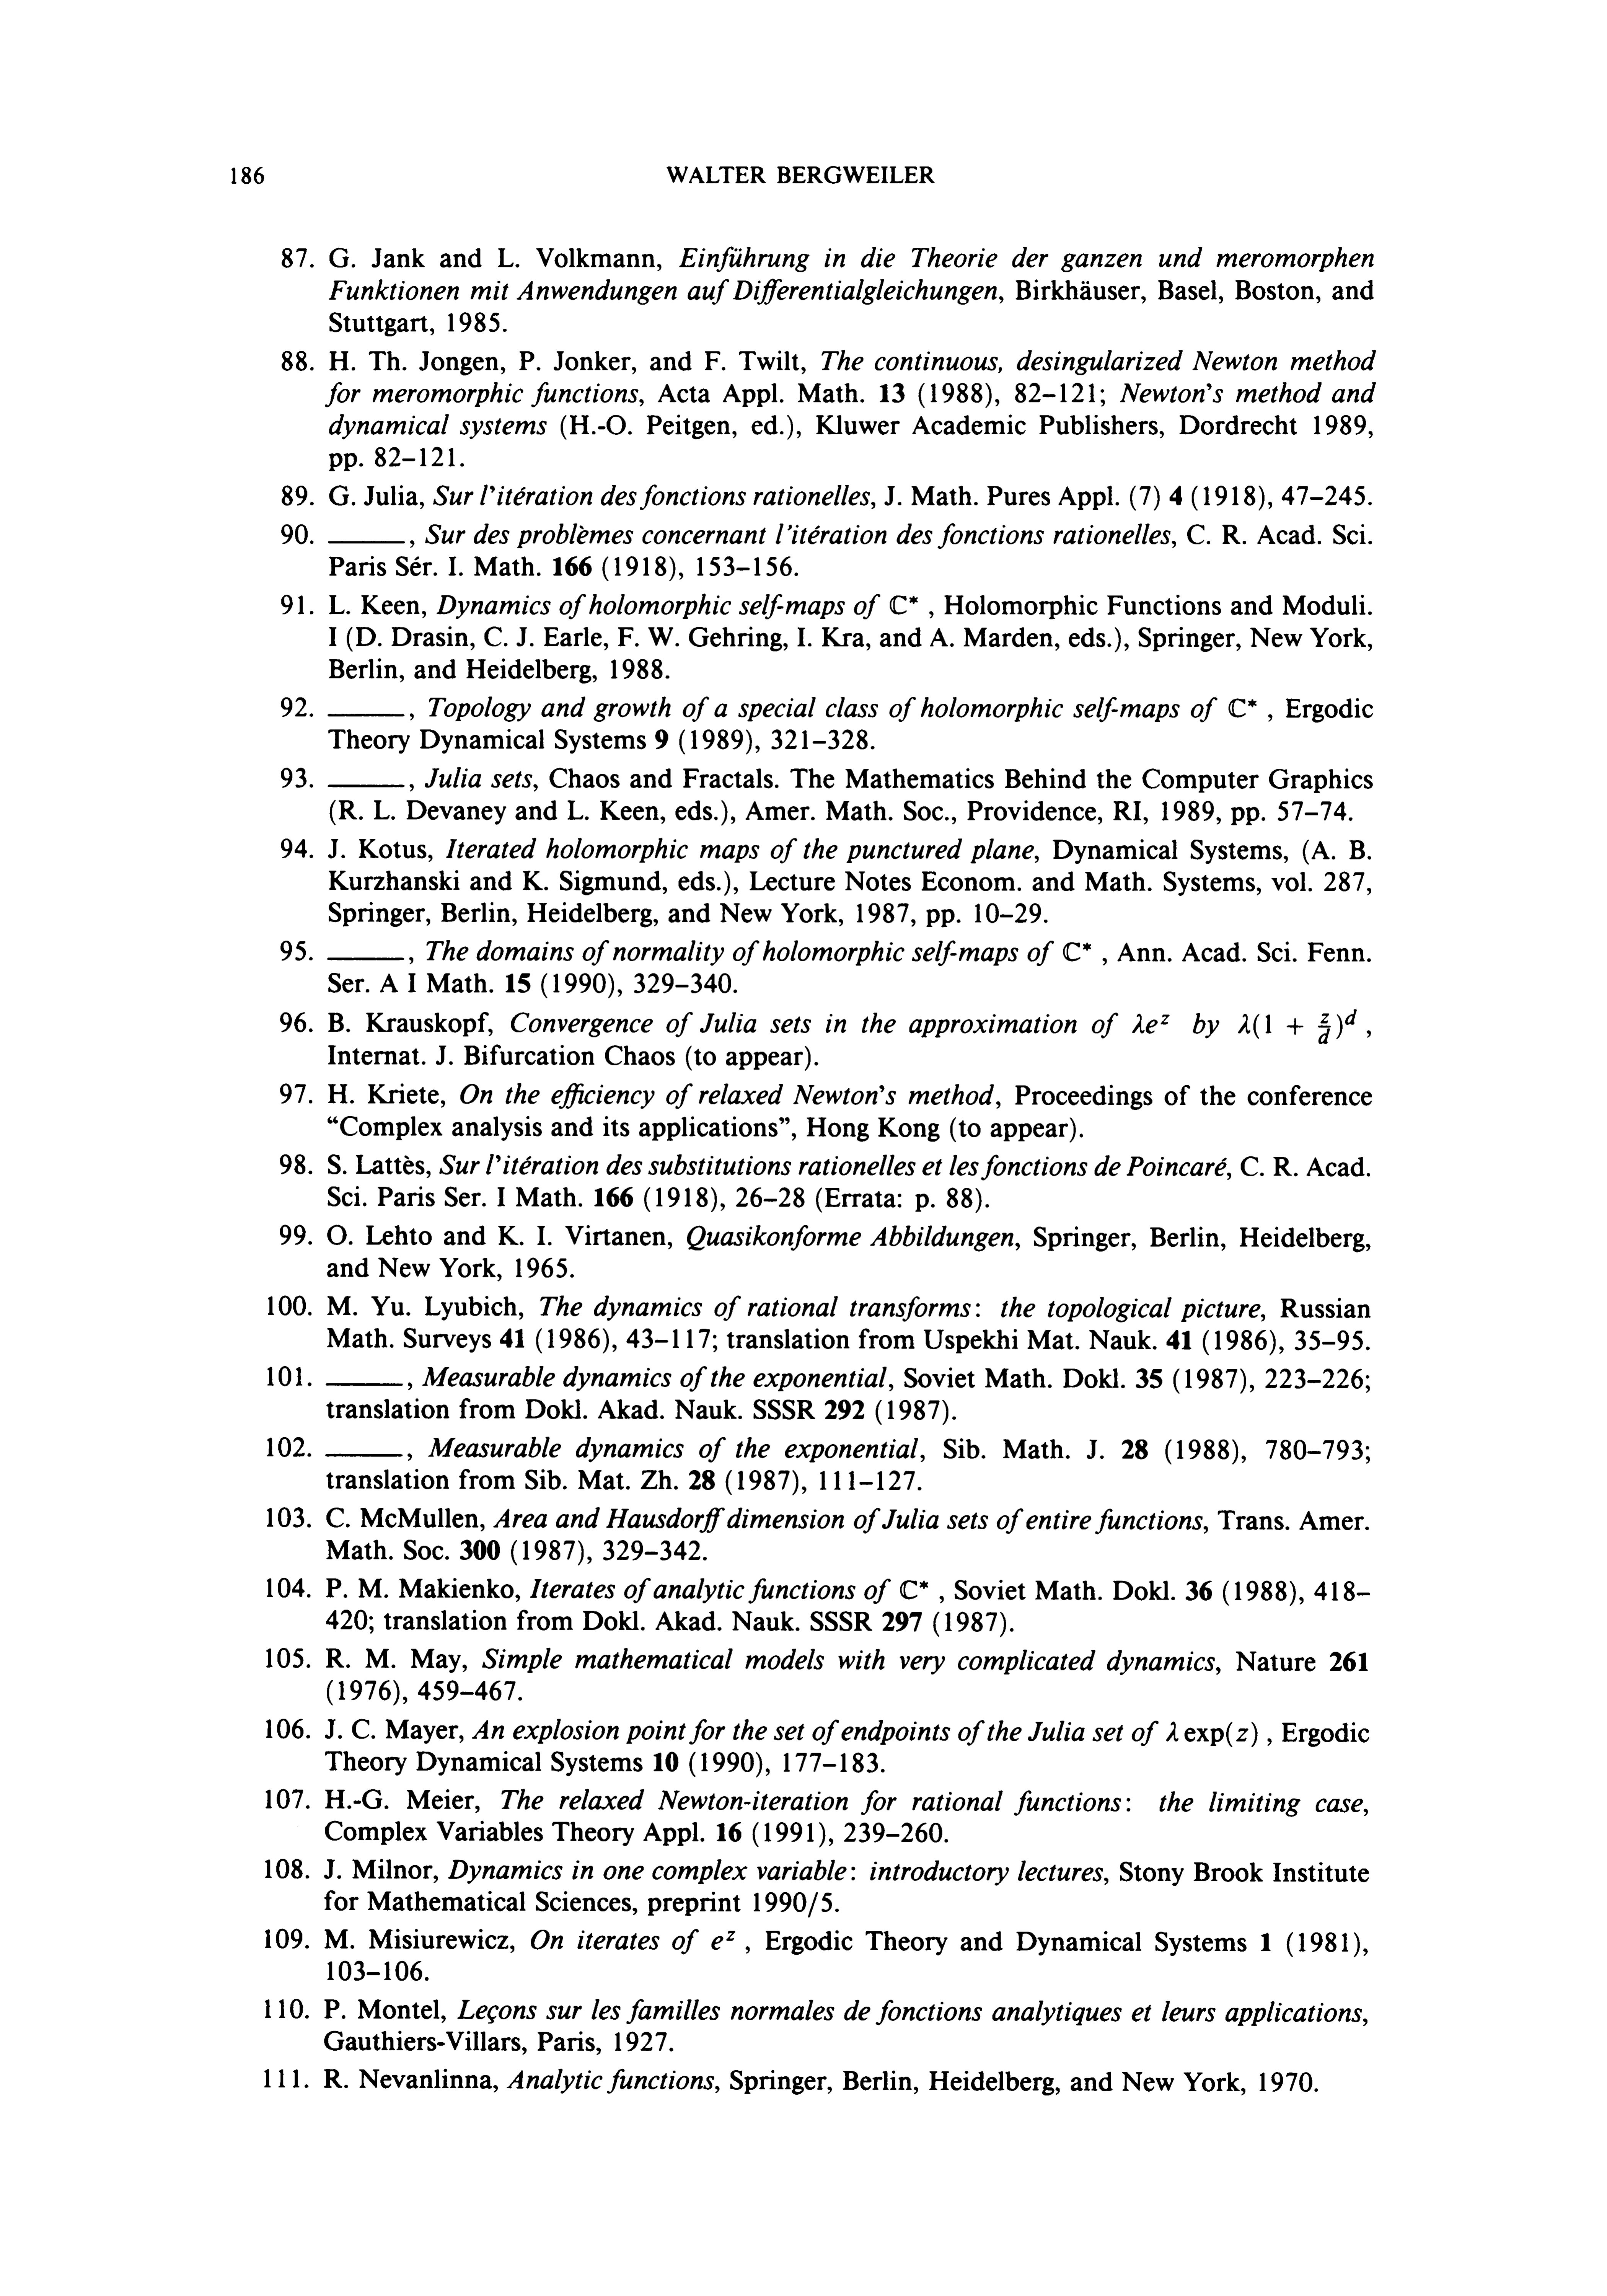 186 WALTER BERGWEILER
87. G. Jank and L. Volkmann, Einführung in die Theorie der ganzen und meromorphen
Funktionen mit Anwendungen auf Differentialgleichungen, Birkhäuser, Basel, Boston, and
Stuttgart, 1985.
88. H. Th. Jongen, P. Jonker, and F. Twilt, The continuous, desingularized Newton method
for meromorphic functions, Acta Appl. Math. 13 (1988), 82–121; Newton's method and
dynamical systems (H.-O. Peitgen, ed.), Kluwer Academic Publishers, Dordrecht 1989,
pp. 82–121.
89. G. Julia, Sur l'itération des fonctions rationelles, J. Math. Pures Appl. (7) 4 (1918), 47–245.
90. ____, Sur des problèmes concernant l'itération des fonctions rationelles, C. R. Acad. Sci.
Paris Sér. I. Math. 166 (1918), 153–156.
91. L. Keen, Dynamics of holomorphic self-maps of ℂ* , Holomorphic Functions and Moduli.
I (D. Drasin, C. J. Earle, F. W. Gehring, I. Kra, and A. Marden, eds.), Springer, New York,
Berlin, and Heidelberg, 1988.
92. ____, Topology and growth of a special class of holomorphic self-maps of ℂ* , Ergodic
Theory Dynamical Systems 9 (1989), 321–328.
93. ____, Julia sets, Chaos and Fractals. The Mathematics Behind the Computer Graphics
(R. L. Devaney and L. Keen, eds.), Amer. Math. Soc., Providence, RI, 1989, pp. 57–74.
94. J. Kotus, Iterated holomorphic maps of the punctured plane, Dynamical Systems, (A. B.
Kurzhanski and K. Sigmund, eds.), Lecture Notes Econom. and Math. Systems, vol. 287,
Springer, Berlin, Heidelberg, and New York, 1987, pp. 10–29.
95. ____, The domains of normality of holomorphic self-maps of ℂ* , Ann. Acad. Sci. Fenn.
Ser. A I Math. 15 (1990), 329–340.
96. B. Krauskopf, Convergence of Julia sets in the approximation of λe^z by λ(1 + z/d)^d ,
Internat. J. Bifurcation Chaos (to appear).
97. H. Kriete, On the efficiency of relaxed Newton's method, Proceedings of the conference
“Complex analysis and its applications”, Hong Kong (to appear).
98. S. Lattès, Sur l'itération des substitutions rationelles et les fonctions de Poincaré, C. R. Acad.
Sci. Paris Ser. I Math. 166 (1918), 26–28 (Errata: p. 88).
99. O. Lehto and K. I. Virtanen, Quasikonforme Abbildungen, Springer, Berlin, Heidelberg,
and New York, 1965.
100. M. Yu. Lyubich, The dynamics of rational transforms: the topological picture, Russian
Math. Surveys 41 (1986), 43–117; translation from Uspekhi Mat. Nauk. 41 (1986), 35–95.
101. ____, Measurable dynamics of the exponential, Soviet Math. Dokl. 35 (1987), 223–226;
translation from Dokl. Akad. Nauk. SSSR 292 (1987).
102. ____, Measurable dynamics of the exponential, Sib. Math. J. 28 (1988), 780–793;
translation from Sib. Mat. Zh. 28 (1987), 111–127.
103. C. McMullen, Area and Hausdorff dimension of Julia sets of entire functions, Trans. Amer.
Math. Soc. 300 (1987), 329–342.
104. P. M. Makienko, Iterates of analytic functions of ℂ* , Soviet Math. Dokl. 36 (1988), 418–
420; translation from Dokl. Akad. Nauk. SSSR 297 (1987).
105. R. M. May, Simple mathematical models with very complicated dynamics, Nature 261
(1976), 459–467.
106. J. C. Mayer, An explosion point for the set of endpoints of the Julia set of λ exp(z) , Ergodic
Theory Dynamical Systems 10 (1990), 177–183.
107. H.-G. Meier, The relaxed Newton-iteration for rational functions: the limiting case,
Complex Variables Theory Appl. 16 (1991), 239–260.
108. J. Milnor, Dynamics in one complex variable: introductory lectures, Stony Brook Institute
for Mathematical Sciences, preprint 1990/5.
109. M. Misiurewicz, On iterates of e^z , Ergodic Theory and Dynamical Systems 1 (1981),
103–106.
110. P. Montel, Leçons sur les familles normales de fonctions analytiques et leurs applications,
Gauthiers-Villars, Paris, 1927.
111. R. Nevanlinna, Analytic functions, Springer, Berlin, Heidelberg, and New York, 1970.